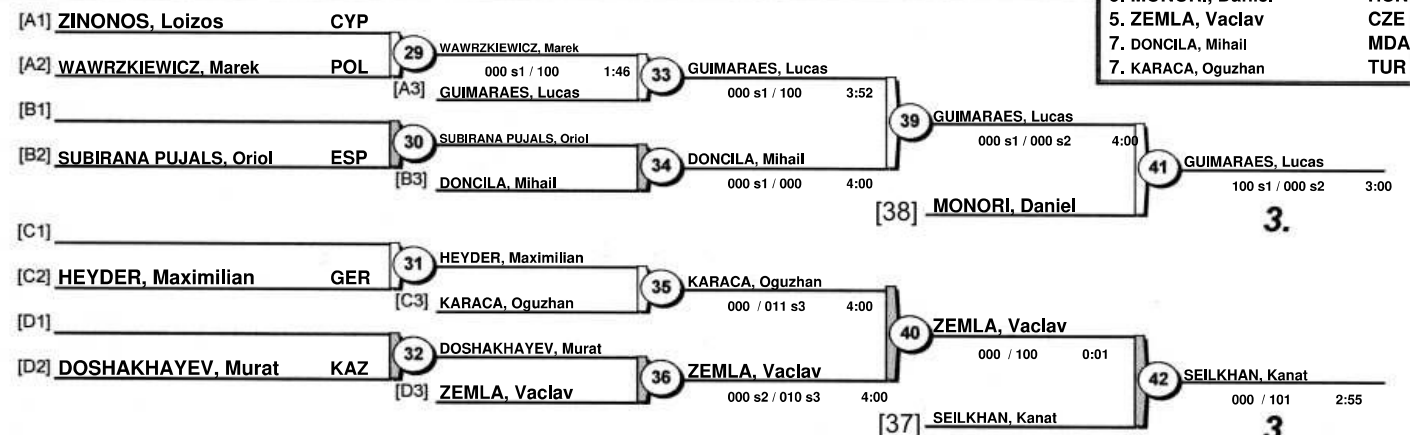 5. ZEMLA, Vaclav CZE
7. DONCILA, Mihail MDA
7. KARACA, Oguzhan TUR
[A1] ZINONOS, Loizos CYP
29
WAWRZKIEWICZ, Marek
000 s1 / 100 1:46
[A2] WAWRZKIEWICZ, Marek POL
[A3] GUIMARAES, Lucas
33
GUIMARAES, Lucas
000 s1 / 100 3:52
[B1]
30
SUBIRANA PUJALS, Oriol
[B2] SUBIRANA PUJALS, Oriol ESP
[B3] DONCILA, Mihail
34
DONCILA, Mihail
000 s1 / 000 4:00
39
GUIMARAES, Lucas
000 s1 / 000 s2 4:00
[38] MONORI, Daniel
41
GUIMARAES, Lucas
100 s1 / 000 s2 3:00
3.
[C1]
31
HEYDER, Maximilian
[C2] HEYDER, Maximilian GER
[C3] KARACA, Oguzhan
35
KARACA, Oguzhan
000 / 011 s3 4:00
[D1]
32
DOSHAKHAYEV, Murat
[D2] DOSHAKHAYEV, Murat KAZ
[D3] ZEMLA, Vaclav
36
ZEMLA, Vaclav
000 s2 / 010 s3 4:00
40
ZEMLA, Vaclav
000 / 100 0:01
[37] SEILKHAN, Kanat
42
SEILKHAN, Kanat
000 / 101 2:55
3